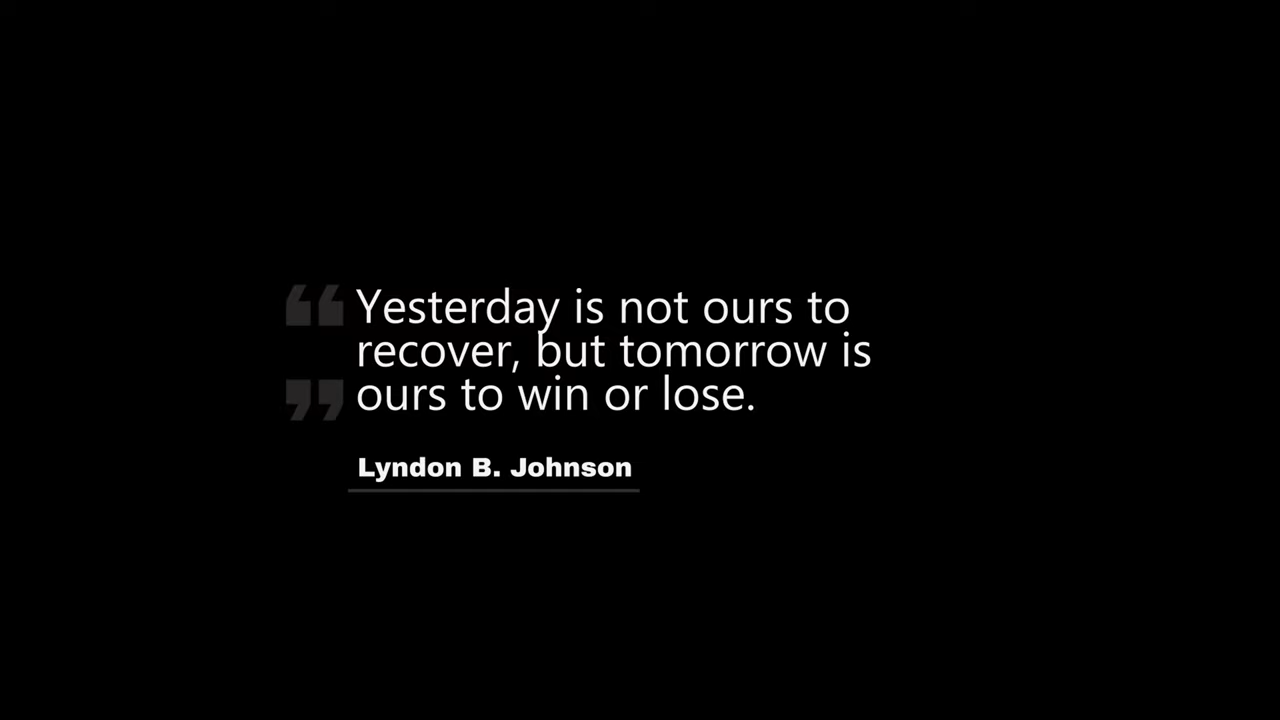 Yesterday is not ours to
recover, but tomorrow is
ours to win or lose.
Lyndon B. Johnson